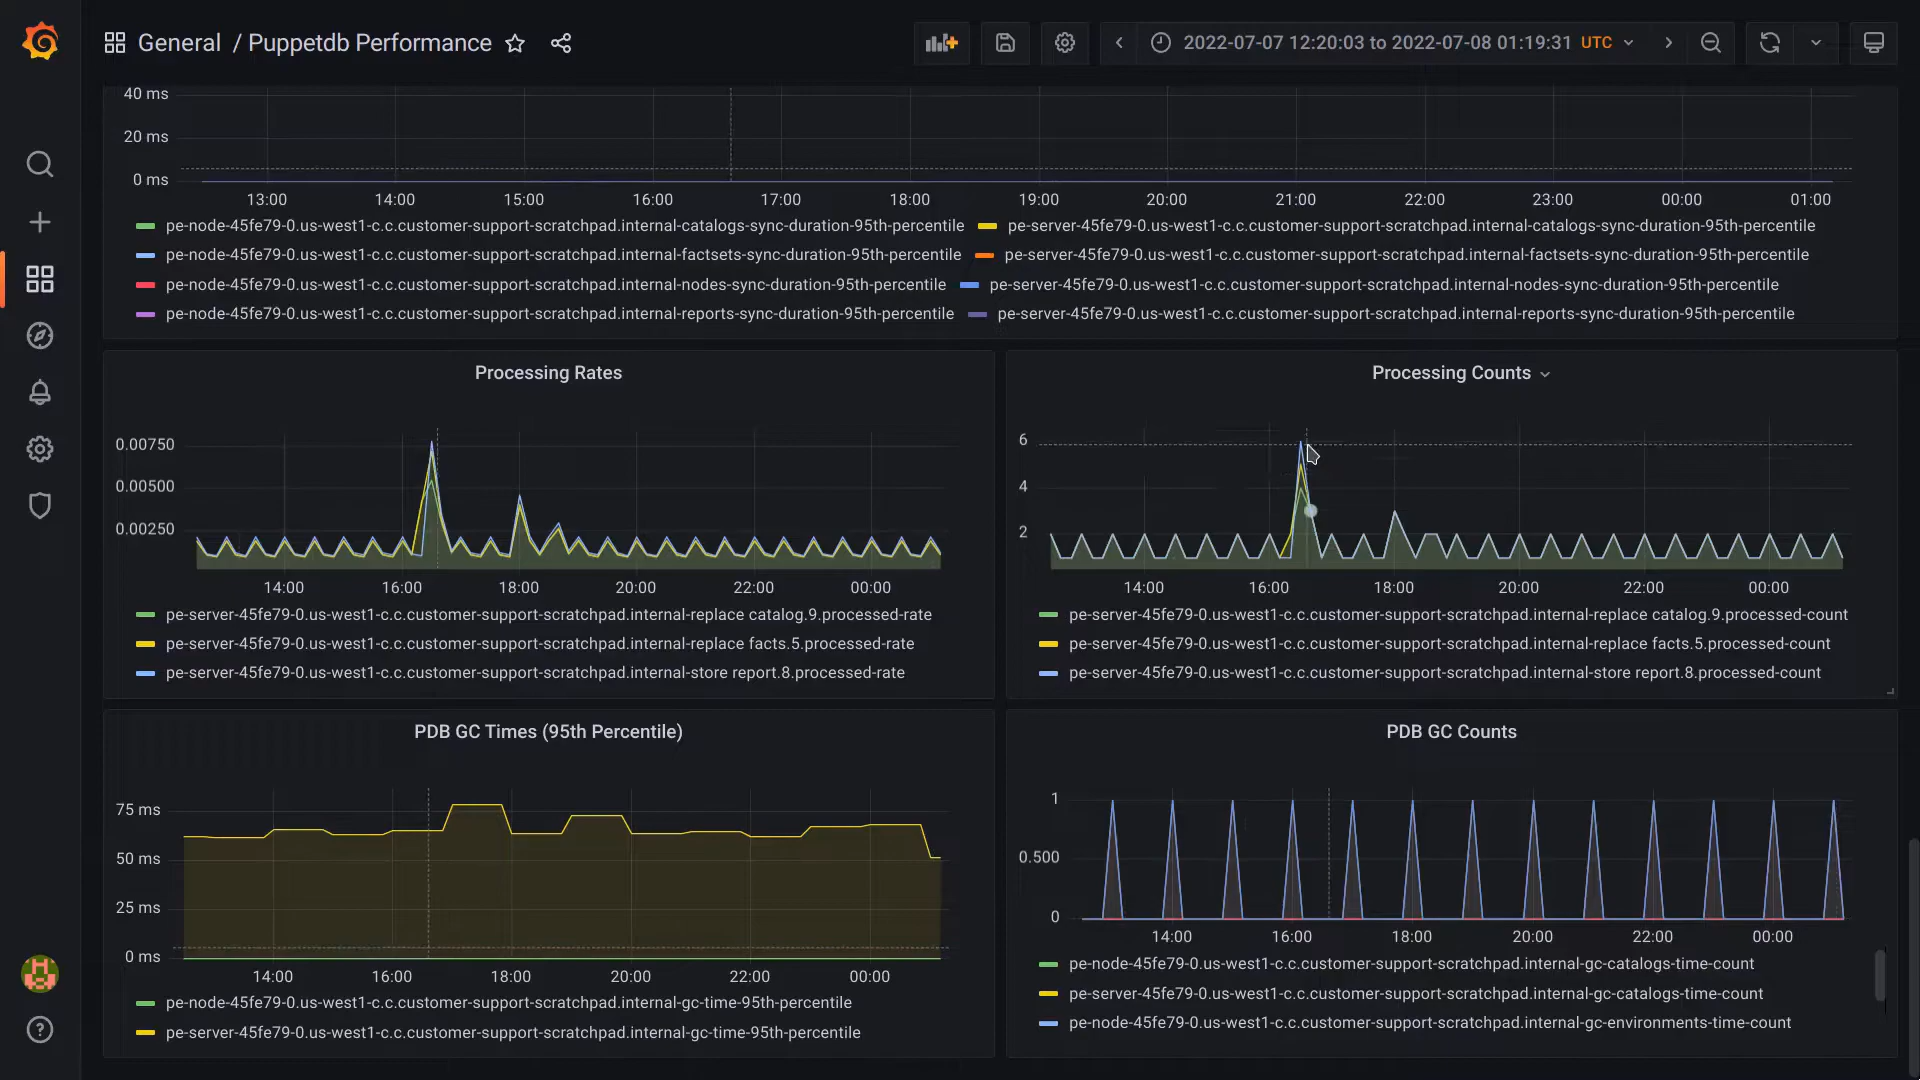 General / Puppetdb Performance
2022-07-07 12:20:03 to 2022-07-08 01:19:31 UTC
40 ms
20 ms
0 ms
13:00 14:00 15:00 16:00 17:00 18:00 19:00 20:00 21:00 22:00 23:00 00:00 01:00
pe-node-45fe79-0.us-west1-c.c.customer-support-scratchpad.internal-catalogs-sync-duration-95th-percentile pe-server-45fe79-0.us-west1-c.c.customer-support-scratchpad.internal-catalogs-sync-duration-95th-percentile
pe-node-45fe79-0.us-west1-c.c.customer-support-scratchpad.internal-factsets-sync-duration-95th-percentile pe-server-45fe79-0.us-west1-c.c.customer-support-scratchpad.internal-factsets-sync-duration-95th-percentile
pe-node-45fe79-0.us-west1-c.c.customer-support-scratchpad.internal-nodes-sync-duration-95th-percentile pe-server-45fe79-0.us-west1-c.c.customer-support-scratchpad.internal-nodes-sync-duration-95th-percentile
pe-node-45fe79-0.us-west1-c.c.customer-support-scratchpad.internal-reports-sync-duration-95th-percentile pe-server-45fe79-0.us-west1-c.c.customer-support-scratchpad.internal-reports-sync-duration-95th-percentile
Processing Rates
0.00750
0.00500
0.00250
14:00 16:00 18:00 20:00 22:00 00:00
pe-server-45fe79-0.us-west1-c.c.customer-support-scratchpad.internal-replace catalog.9.processed-rate
pe-server-45fe79-0.us-west1-c.c.customer-support-scratchpad.internal-replace facts.5.processed-rate
pe-server-45fe79-0.us-west1-c.c.customer-support-scratchpad.internal-store report.8.processed-rate
Processing Counts
6
4
2
14:00 16:00 18:00 20:00 22:00 00:00
pe-server-45fe79-0.us-west1-c.c.customer-support-scratchpad.internal-replace catalog.9.processed-count
pe-server-45fe79-0.us-west1-c.c.customer-support-scratchpad.internal-replace facts.5.processed-count
pe-server-45fe79-0.us-west1-c.c.customer-support-scratchpad.internal-store report.8.processed-count
PDB GC Times (95th Percentile)
75 ms
50 ms
25 ms
0 ms
14:00 16:00 18:00 20:00 22:00 00:00
pe-node-45fe79-0.us-west1-c.c.customer-support-scratchpad.internal-gc-time-95th-percentile
pe-server-45fe79-0.us-west1-c.c.customer-support-scratchpad.internal-gc-time-95th-percentile
PDB GC Counts
1
0.500
0
14:00 16:00 18:00 20:00 22:00 00:00
pe-node-45fe79-0.us-west1-c.c.customer-support-scratchpad.internal-gc-catalogs-time-count
pe-server-45fe79-0.us-west1-c.c.customer-support-scratchpad.internal-gc-catalogs-time-count
pe-node-45fe79-0.us-west1-c.c.customer-support-scratchpad.internal-gc-environments-time-count